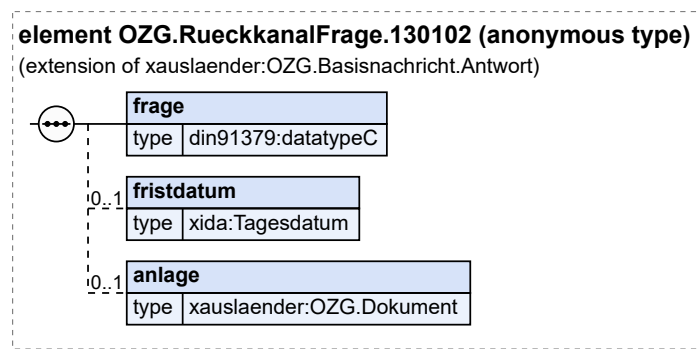 element OZG.RueckkanalFrage.130102 (anonymous type)
(extension of xauslaender:OZG.Basisnachricht.Antwort)
frage
type din91379:datatypeC
0..1 fristdatum
type xida:Tagesdatum
0..1 anlage
type xauslaender:OZG.Dokument